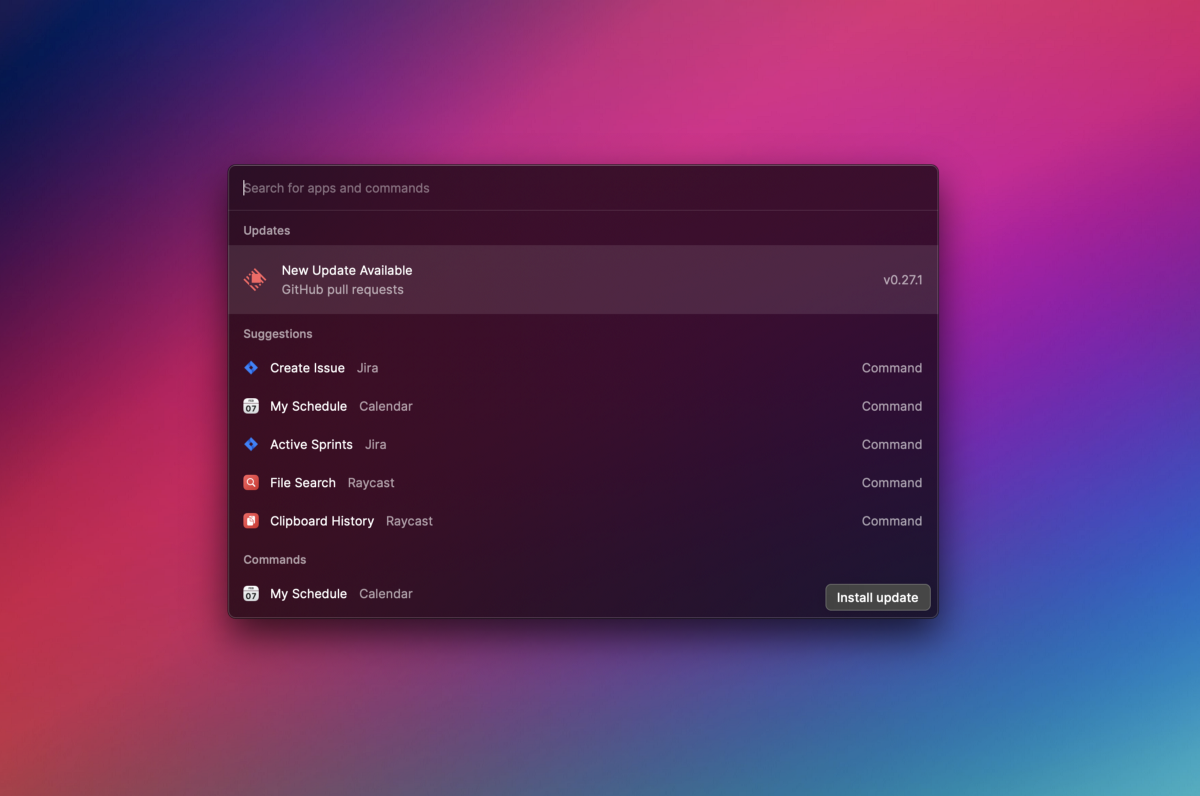 Search for apps and commands
Updates
New Update Available
GitHub pull requests
v0.27.1
Suggestions
Create Issue Jira Command
07
My Schedule Calendar Command
Active Sprints Jira Command
File Search Raycast Command
Clipboard History Raycast Command
Commands
07
My Schedule Calendar
Install update